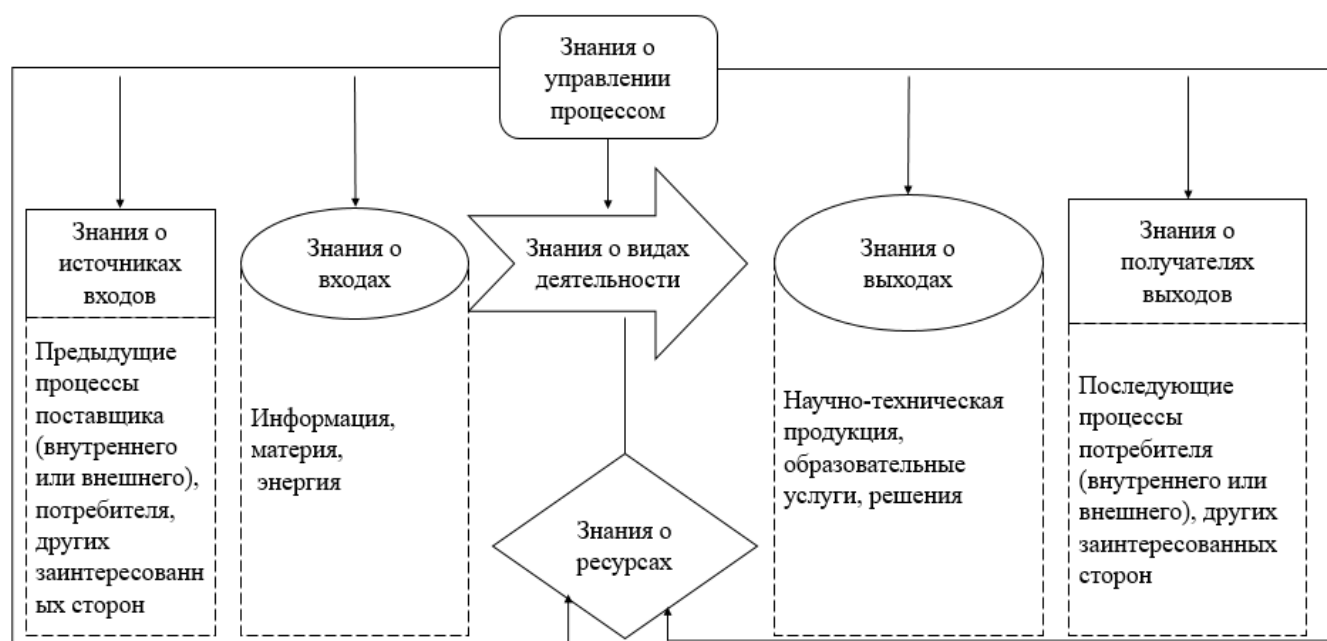 Знания о
управлении
процессом
Знания о
источниках
входов
Знания о
входах
Знания о видах
деятельности
Знания о
выходах
Знания о
получателях
выходов
Предыдущие
процессы
поставщика
(внутреннего
или внешнего),
потребителя,
других
заинтересованн
ых сторон
Информация,
материя,
энергия
Знания о
ресурсах
Научно-техническая
продукция,
образовательные
услуги, решения
Последующие
процессы
потребителя
(внутреннего или
внешнего), других
заинтересованных
сторон